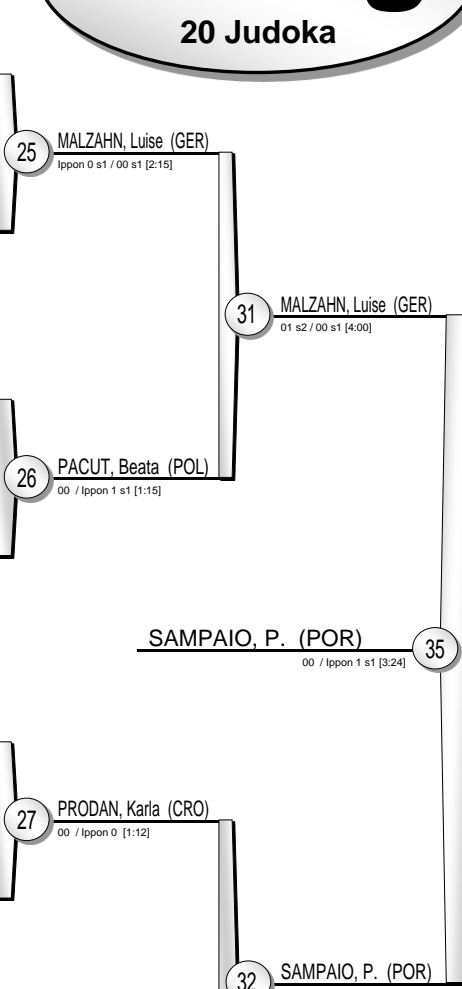 20 Judoka
25
MALZAHN, Luise (GER)
Ippon 0 s1 / 00 s1 [2:15]
31
MALZAHN, Luise (GER)
01 s2 / 00 s1 [4:00]
26
PACUT, Beata (POL)
00 / Ippon 1 s1 [1:15]
SAMPAIO, P. (POR)
35
00 / Ippon 1 s1 [3:24]
27
PRODAN, Karla (CRO)
00 / Ippon 0 [1:12]
32
SAMPAIO, P. (POR)